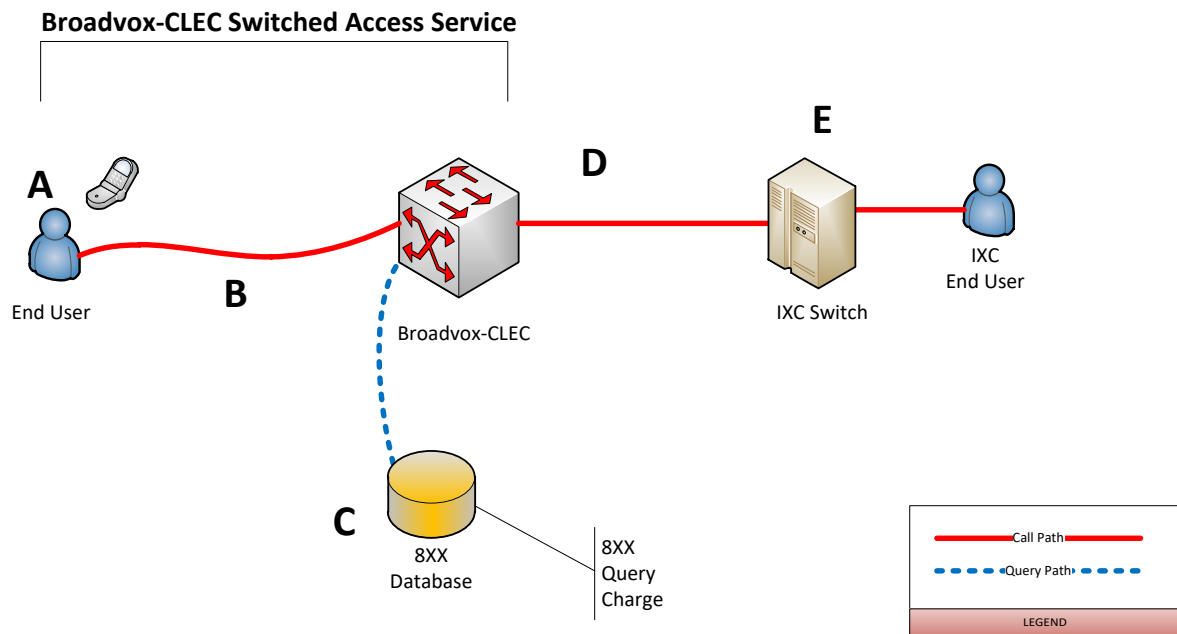 Broadvox-CLEC Switched Access Service
A
End User
B
Broadvox-CLEC
D
E
IXC Switch
IXC
End User
C
8XX
Database
8XX
Query
Charge
Call Path
Query Path
LEGEND